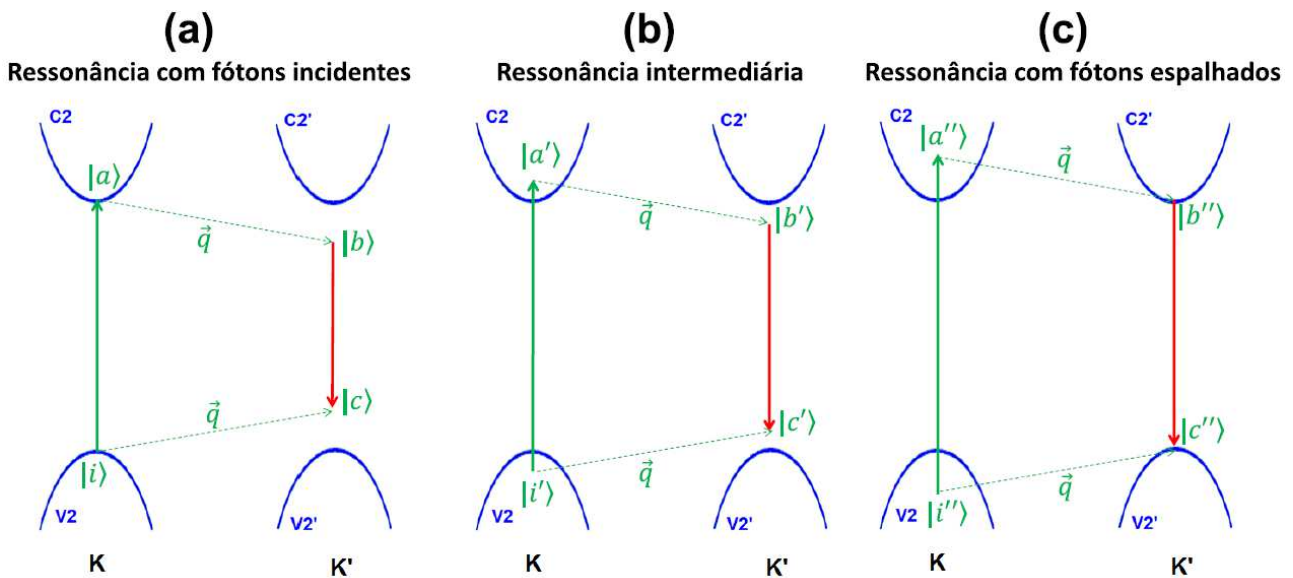 (a)
Ressonância com fótons incidentes
C2
C2'
|a⟩
q⃗
|b⟩
|c⟩
q⃗
|i⟩
V2
V2'
K
K'
(b)
Ressonância intermediária
C2
C2'
|a'⟩
q⃗
|b'⟩
|c'⟩
q⃗
|i'⟩
V2
V2'
K
K'
(c)
Ressonância com fótons espalhados
C2
C2'
|a''⟩
q⃗
|b''⟩
|c''⟩
q⃗
|i''⟩
V2
V2'
K
K'